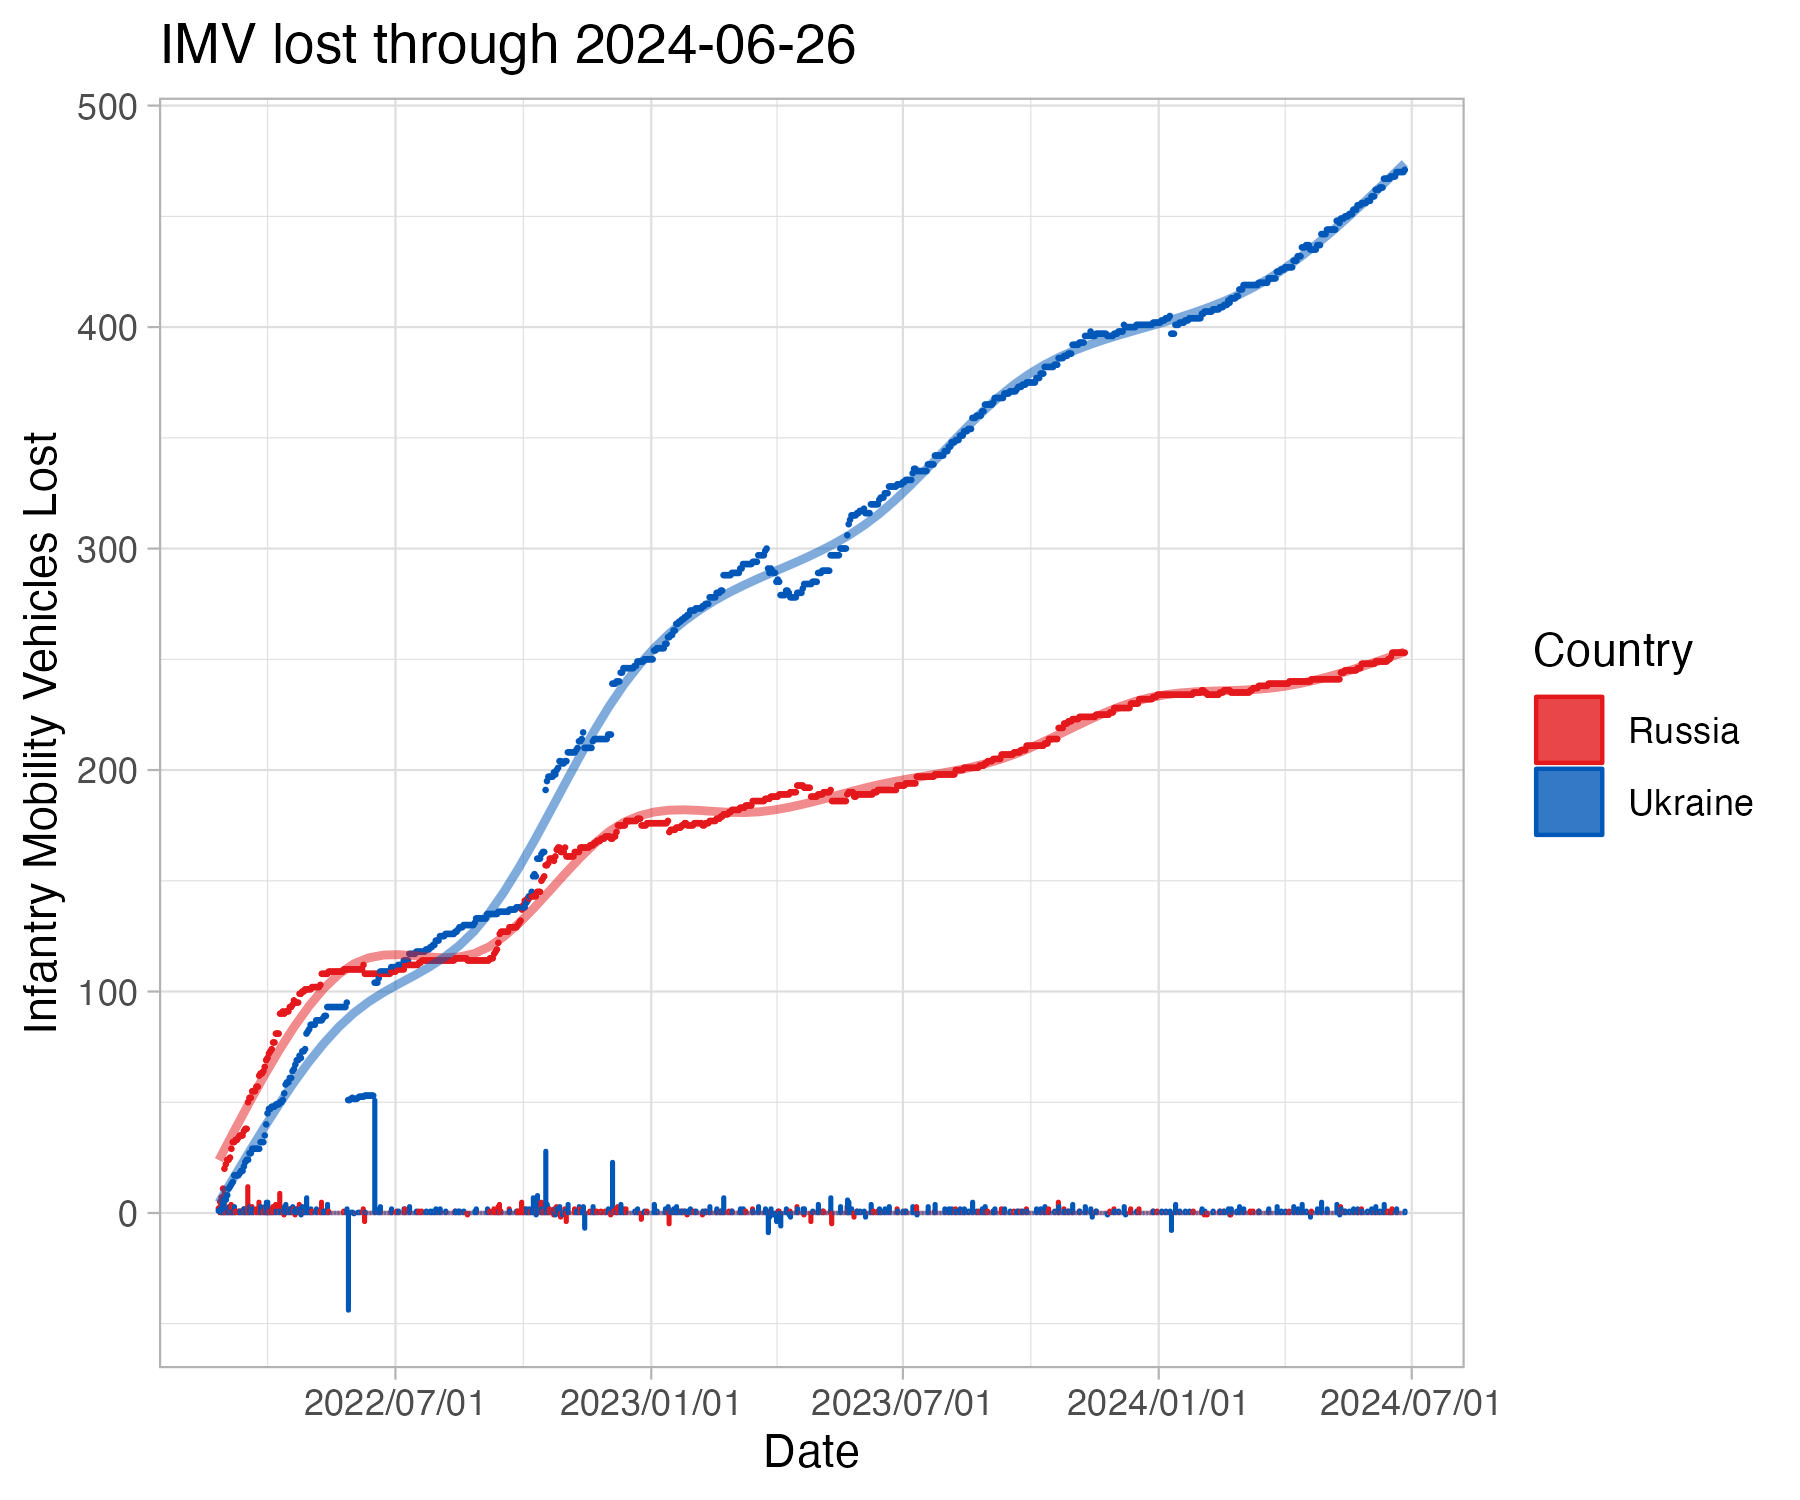 IMV lost through 2024-06-26
Infantry Mobility Vehicles Lost
500
400
300
200
100
0
2022/07/01
2023/01/01
2023/07/01
2024/01/01
2024/07/01
Date
Country
Russia
Ukraine